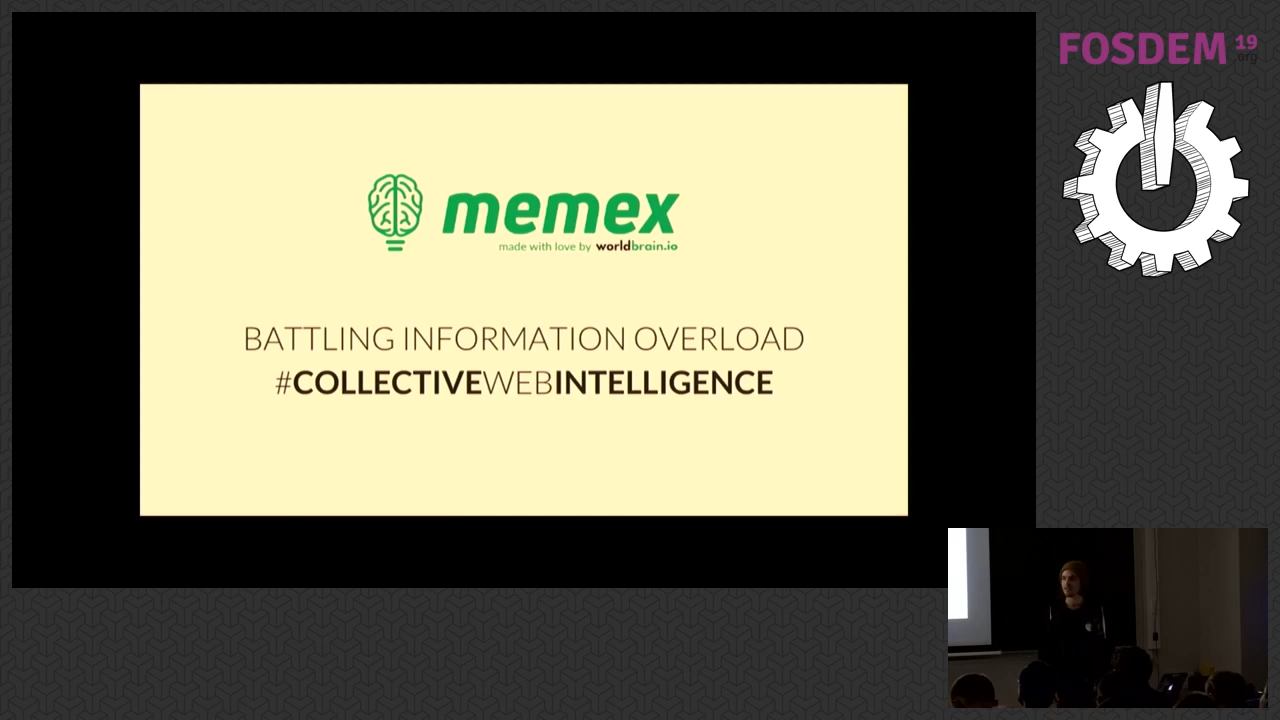 memex
made with love by worldbrain.io
BATTLING INFORMATION OVERLOAD
#COLLECTIVEWEBINTELLIGENCE
FOSDEM 19
.org